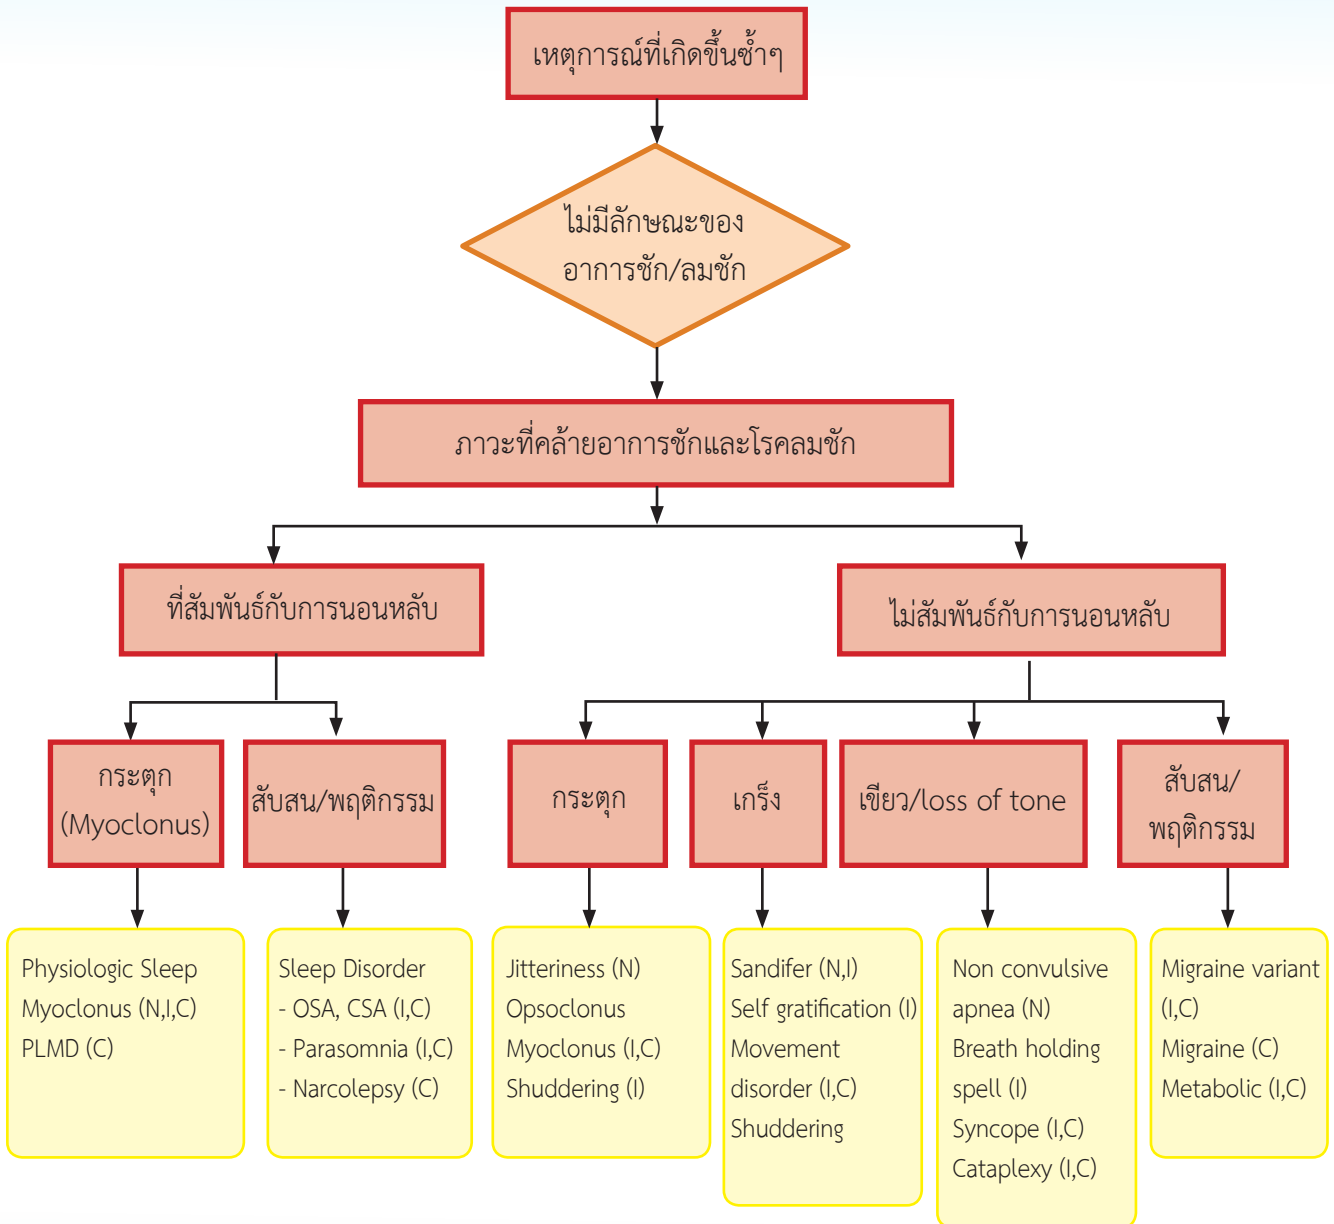 เหตุการณ์ที่เกิดขึ้นซ้ำๆ
ไม่มีลักษณะของ
อาการชัก/ลมชัก
ภาวะที่คล้ายอาการชักและโรคลมชัก
ที่สัมพันธ์กับการนอนหลับ
ไม่สัมพันธ์กับการนอนหลับ
กระตุก
(Myoclonus)
สับสน/พฤติกรรม
กระตุก
เกร็ง
เขียว/loss of tone
สับสน/
พฤติกรรม
Physiologic Sleep
Myoclonus (N,I,C)
PLMD (C)
Sleep Disorder
- OSA, CSA (I,C)
- Parasomnia (I,C)
- Narcolepsy (C)
Jitteriness (N)
Opsoclonus
Myoclonus (I,C)
Shuddering (I)
Sandifer (N,I)
Self gratification (I)
Movement
disorder (I,C)
Shuddering
Non convulsive
apnea (N)
Breath holding
spell (I)
Syncope (I,C)
Cataplexy (I,C)
Migraine variant
(I,C)
Migraine (C)
Metabolic (I,C)